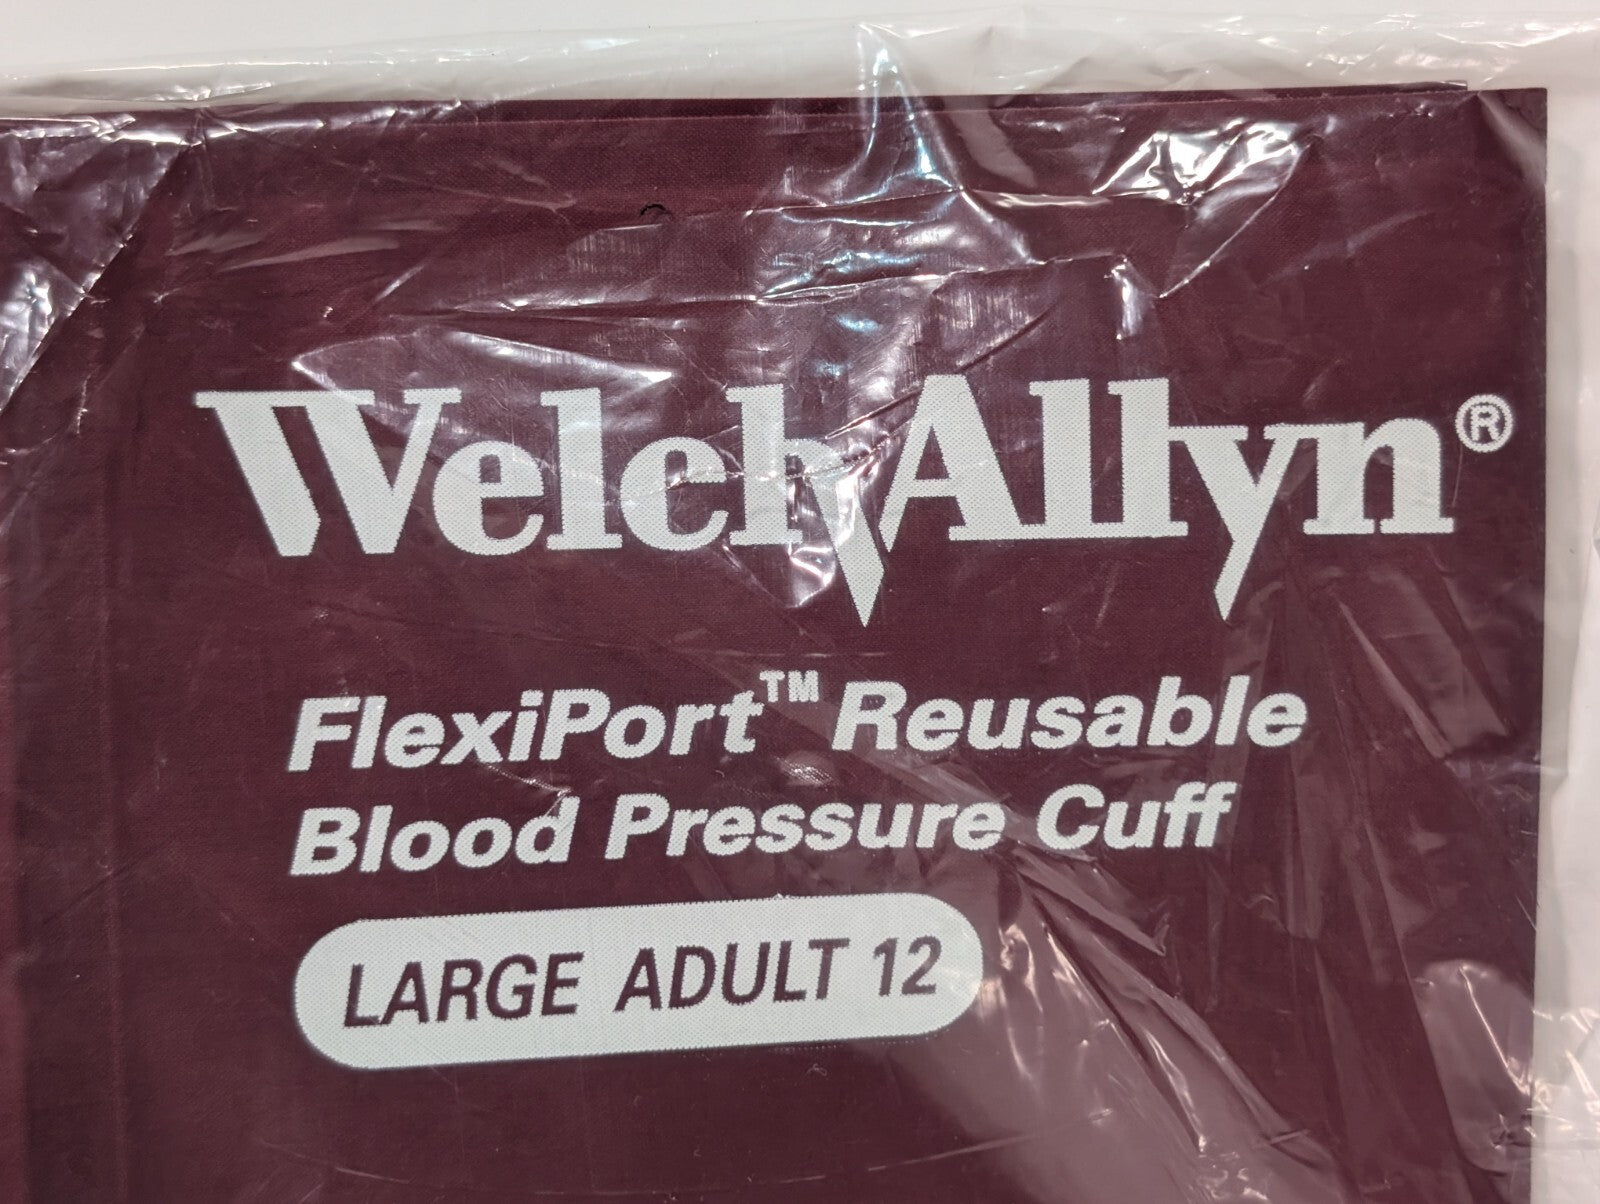 WelchAllyn®
FlexiPort™ Reusable
Blood Pressure Cuff
LARGE ADULT 12